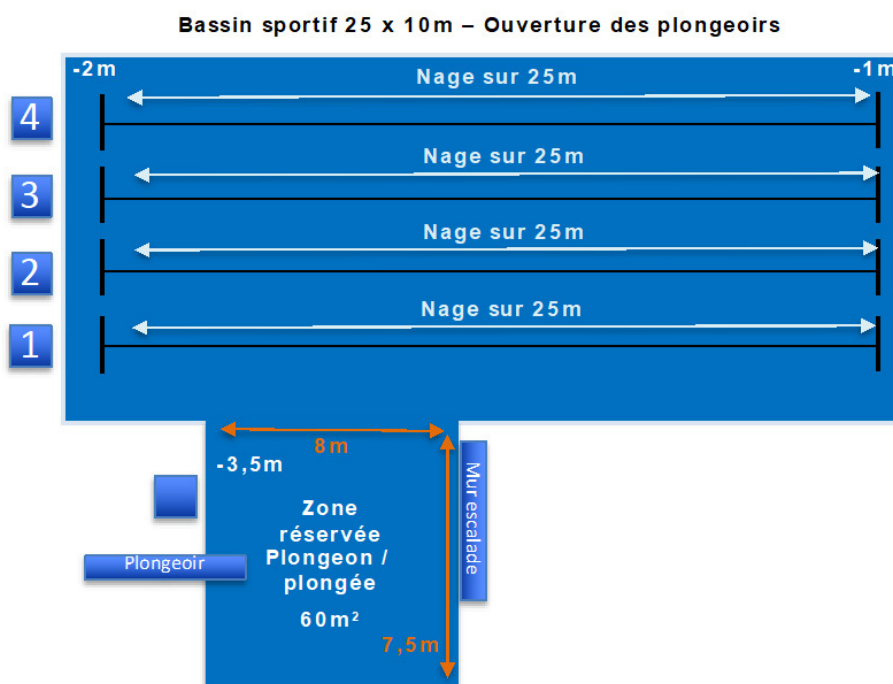 Bassin sportif 25 x 10m – Ouverture des plongeoirs
-2m
Nage sur 25m
-1m
4
Nage sur 25m
3
Nage sur 25m
2
Nage sur 25m
1
8m
-3,5m
Mur escalade
Zone
réservée
Plongeon /
plongée
60m²
Plongeoir
7,5m